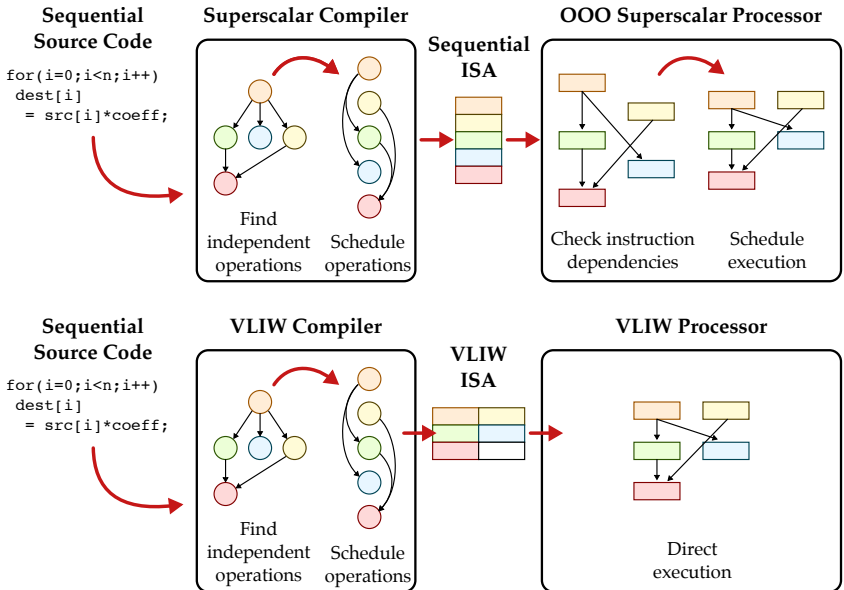 Sequential
Source Code
Superscalar Compiler
Sequential
ISA
OOO Superscalar Processor
for(i=0;i<n;i++)
dest[i]
= src[i]*coeff;
Find
independent
operations
Schedule
operations
Check instruction
dependencies
Schedule
execution
Sequential
Source Code
VLIW Compiler
VLIW
ISA
VLIW Processor
for(i=0;i<n;i++)
dest[i]
= src[i]*coeff;
Find
independent
operations
Schedule
operations
Direct
execution